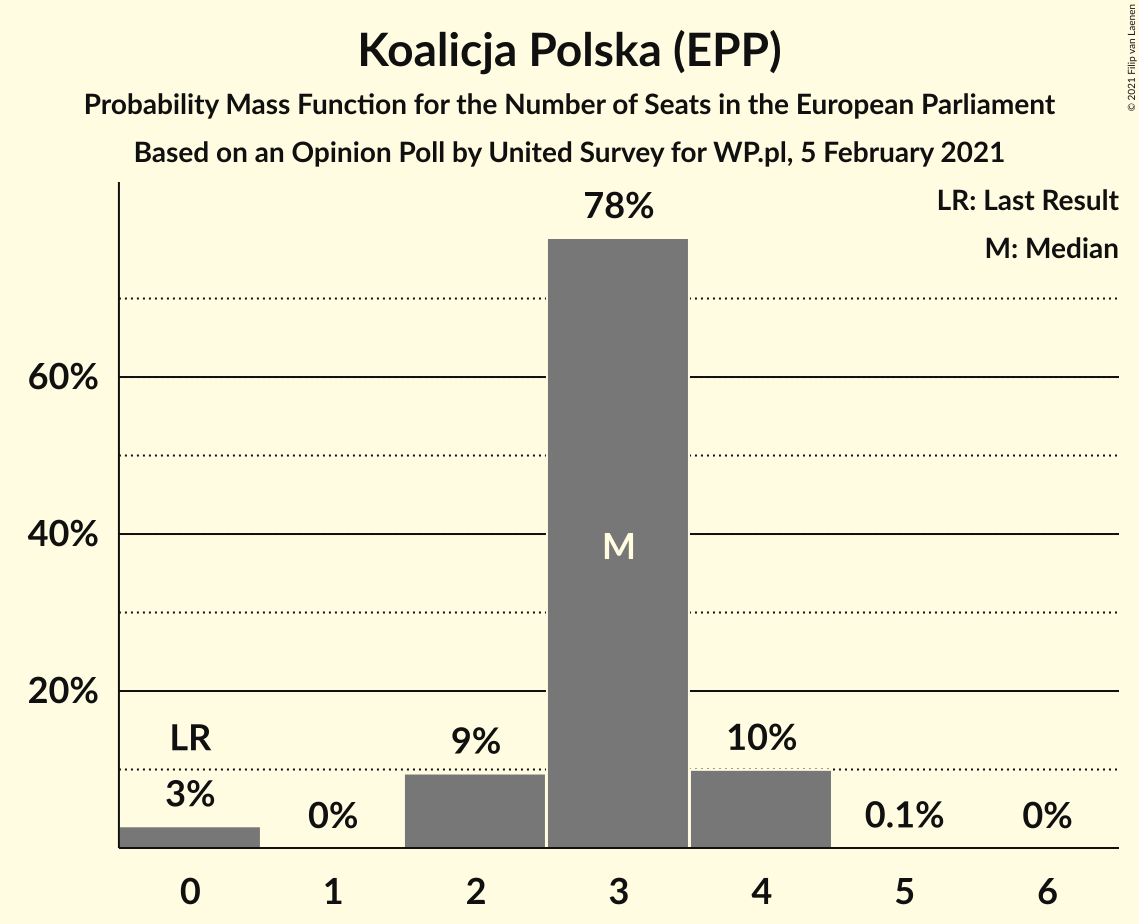 Koalicja Polska (EPP)
Probability Mass Function for the Number of Seats in the European Parliament
Based on an Opinion Poll by United Survey for WP.pl, 5 February 2021
© 2021 Filip van Laenen
LR: Last Result
M: Median
78%
60%
40%
M
20%
LR
3%
0%
9%
10%
0.1%
0%
0 1 2 3 4 5 6